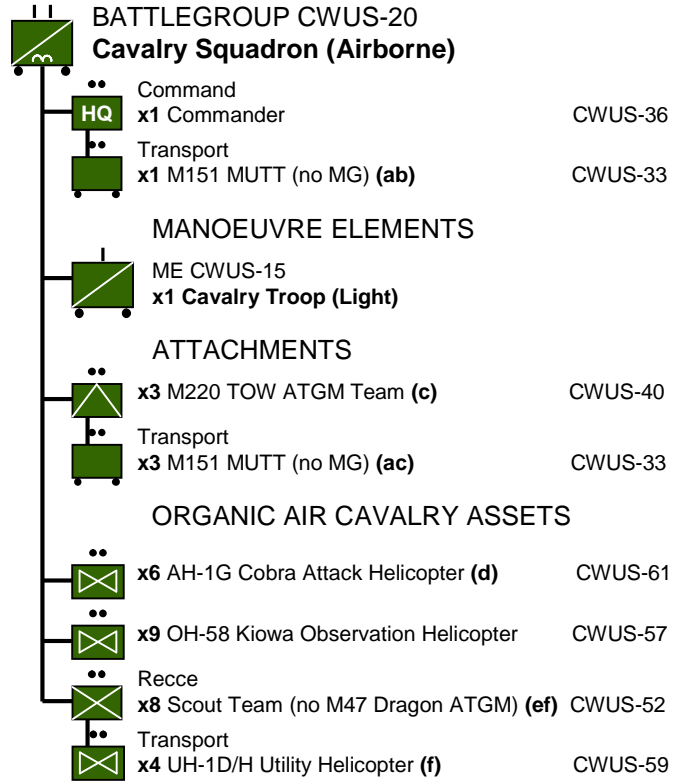 BATTLEGROUP CWUS-20
Cavalry Squadron (Airborne)
Command
HQ x1 Commander CWUS-36
Transport
x1 M151 MUTT (no MG) (ab) CWUS-33
MANOEUVRE ELEMENTS
ME CWUS-15
x1 Cavalry Troop (Light)
ATTACHMENTS
x3 M220 TOW ATGM Team (c) CWUS-40
Transport
x3 M151 MUTT (no MG) (ac) CWUS-33
ORGANIC AIR CAVALRY ASSETS
x6 AH-1G Cobra Attack Helicopter (d) CWUS-61
x9 OH-58 Kiowa Observation Helicopter CWUS-57
Recce
x8 Scout Team (no M47 Dragon ATGM) (ef) CWUS-52
Transport
x4 UH-1D/H Utility Helicopter (f) CWUS-59